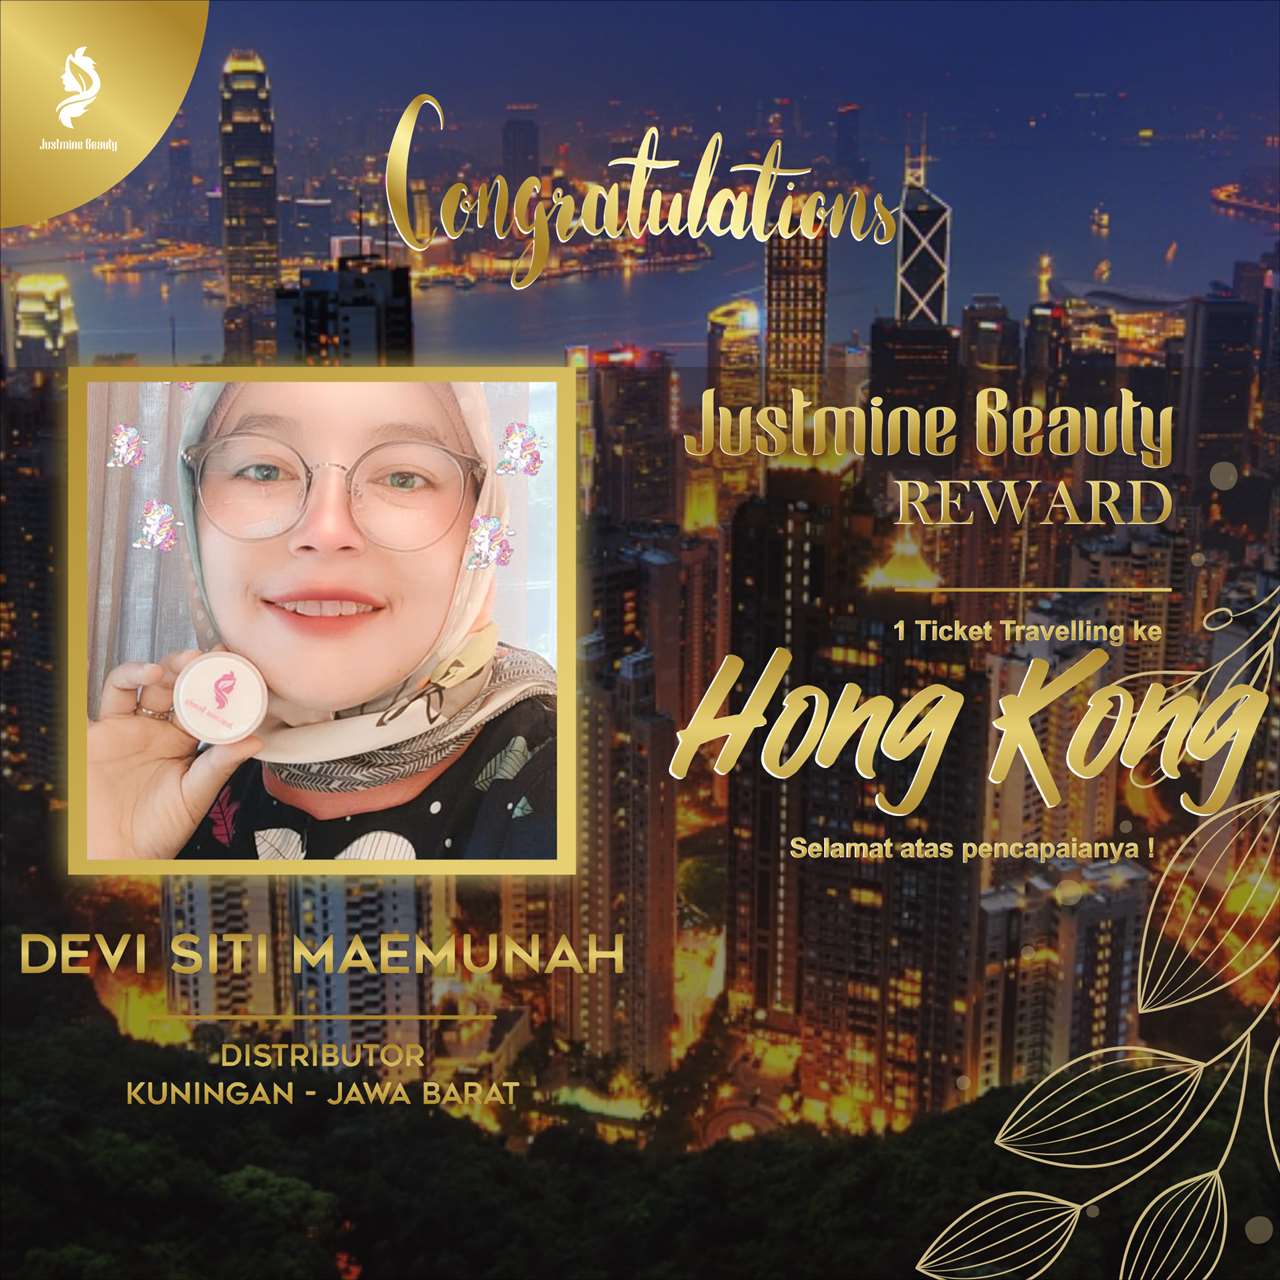 Justmine Beauty
Congratulations
Justmine Beauty
REWARD
1 Ticket Travelling ke
Hong Kong
Selamat atas pencapaianya !
DEVI SITI MAEMUNAH
DISTRIBUTOR
KUNINGAN - JAWA BARAT